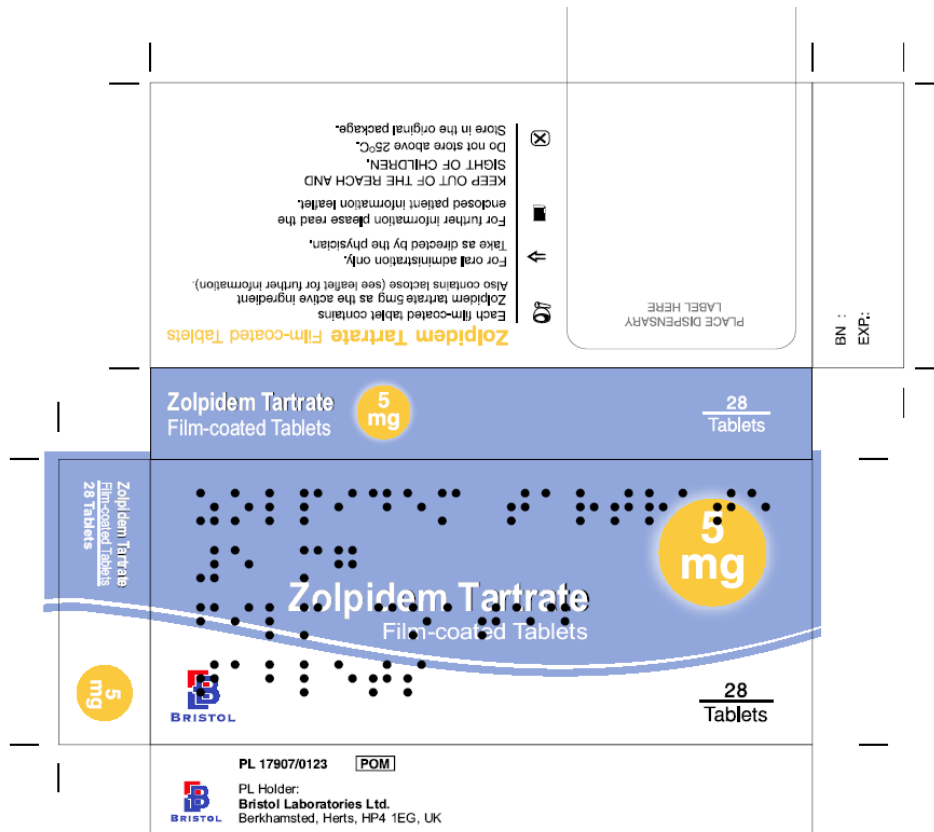 Zolpidem Tartrate Film-coated Tablets
Each film-coated tablet contains
Zolpidem tartrate 5mg as the active ingredient
Also contains lactose (see leaflet for further information).
For oral administration only.
Take as directed by the physician.
For further information please read the
enclosed patient information leaflet.
KEEP OUT OF THE REACH AND
SIGHT OF CHILDREN.
Do not store above 25°C.
Store in the original package.
PLACE DISPENSARY
LABEL HERE
BN :
EXP.:
Zolpidem Tartrate
Film-coated Tablets
5
mg
28
Tablets
Zolpidem Tartrate
Film-coated Tablets
28 Tablets
5
mg
5
mg
Zolpidem Tartrate
Film-coated Tablets
BRISTOL
28
Tablets
PL 17907/0123 POM
PL Holder:
Bristol Laboratories Ltd.
Berkhamsted, Herts, HP4 1EG, UK
BRISTOL